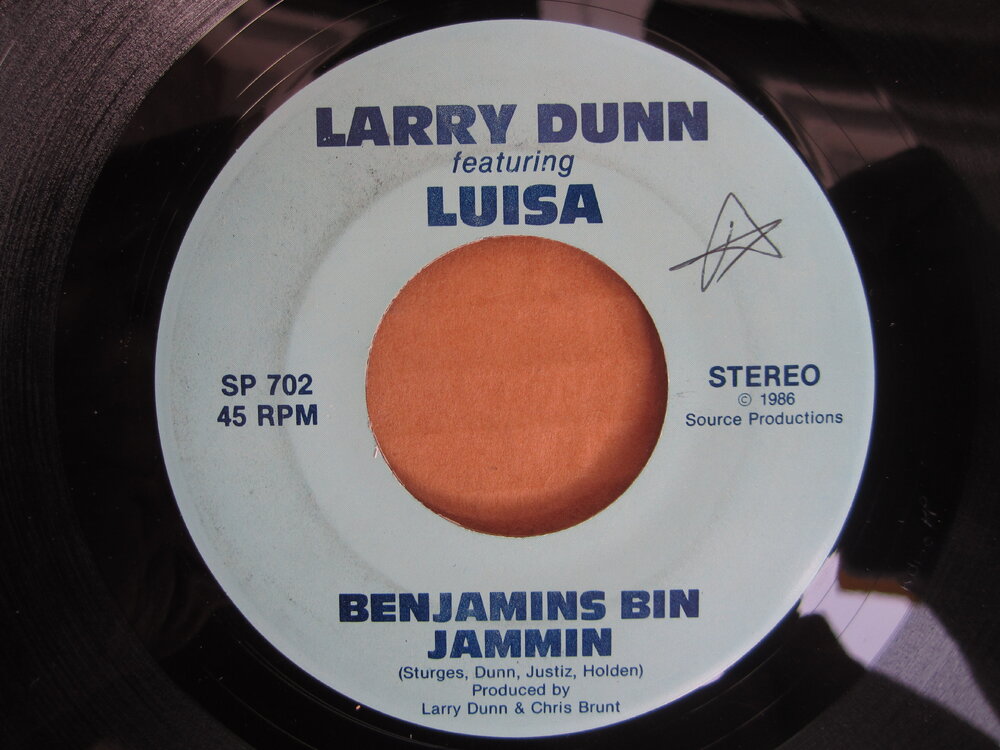 LARRY DUNN
featuring
LUISA
SP 702
45 RPM
STEREO
© 1986
Source Productions
BENJAMINS BIN
JAMMIN
(Sturges, Dunn, Justiz, Holden)
Produced by
Larry Dunn & Chris Brunt